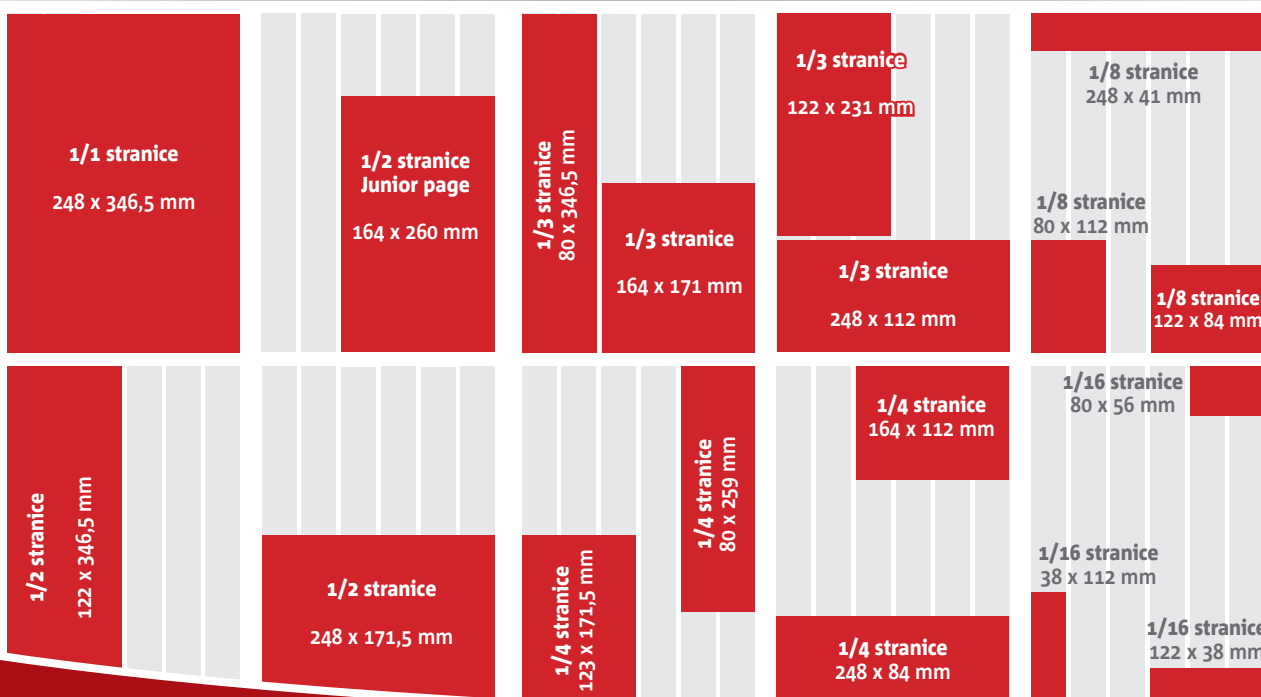 1/1 stranice
248 x 346,5 mm
1/2 stranice
Junior page
164 x 260 mm
1/3 stranice
80 x 346,5 mm
1/3 stranice
164 x 171 mm
1/3 stranice
122 x 231 mm
1/3 stranice
248 x 112 mm
1/8 stranice
248 x 41 mm
1/8 stranice
80 x 112 mm
1/8 stranice
122 x 84 mm
1/2 stranice
122 x 346,5 mm
1/2 stranice
248 x 171,5 mm
1/4 stranice
123 x 171,5 mm
1/4 stranice
80 x 259 mm
1/4 stranice
164 x 112 mm
1/4 stranice
248 x 84 mm
1/16 stranice
80 x 56 mm
1/16 stranice
38 x 112 mm
1/16 stranice
122 x 38 mm